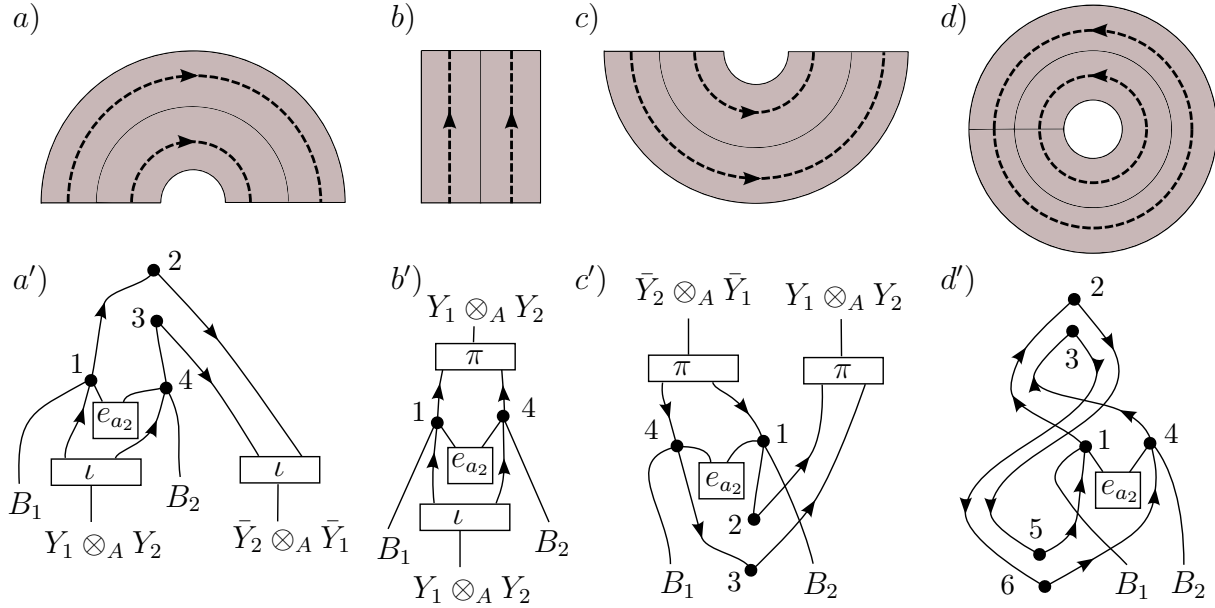 a) b) c) d)
a′) b′) c′) d′)
2
3
1
4
e_{a_2}
ι
ι
B_1
B_2
Y_1 ⊗_A Y_2
Ȳ_2 ⊗_A Ȳ_1
Y_1 ⊗_A Y_2
π
1
4
e_{a_2}
ι
B_1
B_2
Y_1 ⊗_A Y_2
Ȳ_2 ⊗_A Ȳ_1
Y_1 ⊗_A Y_2
π
π
4
1
e_{a_2}
2
3
B_1
B_2
2
3
1
4
e_{a_2}
5
6
B_1
B_2